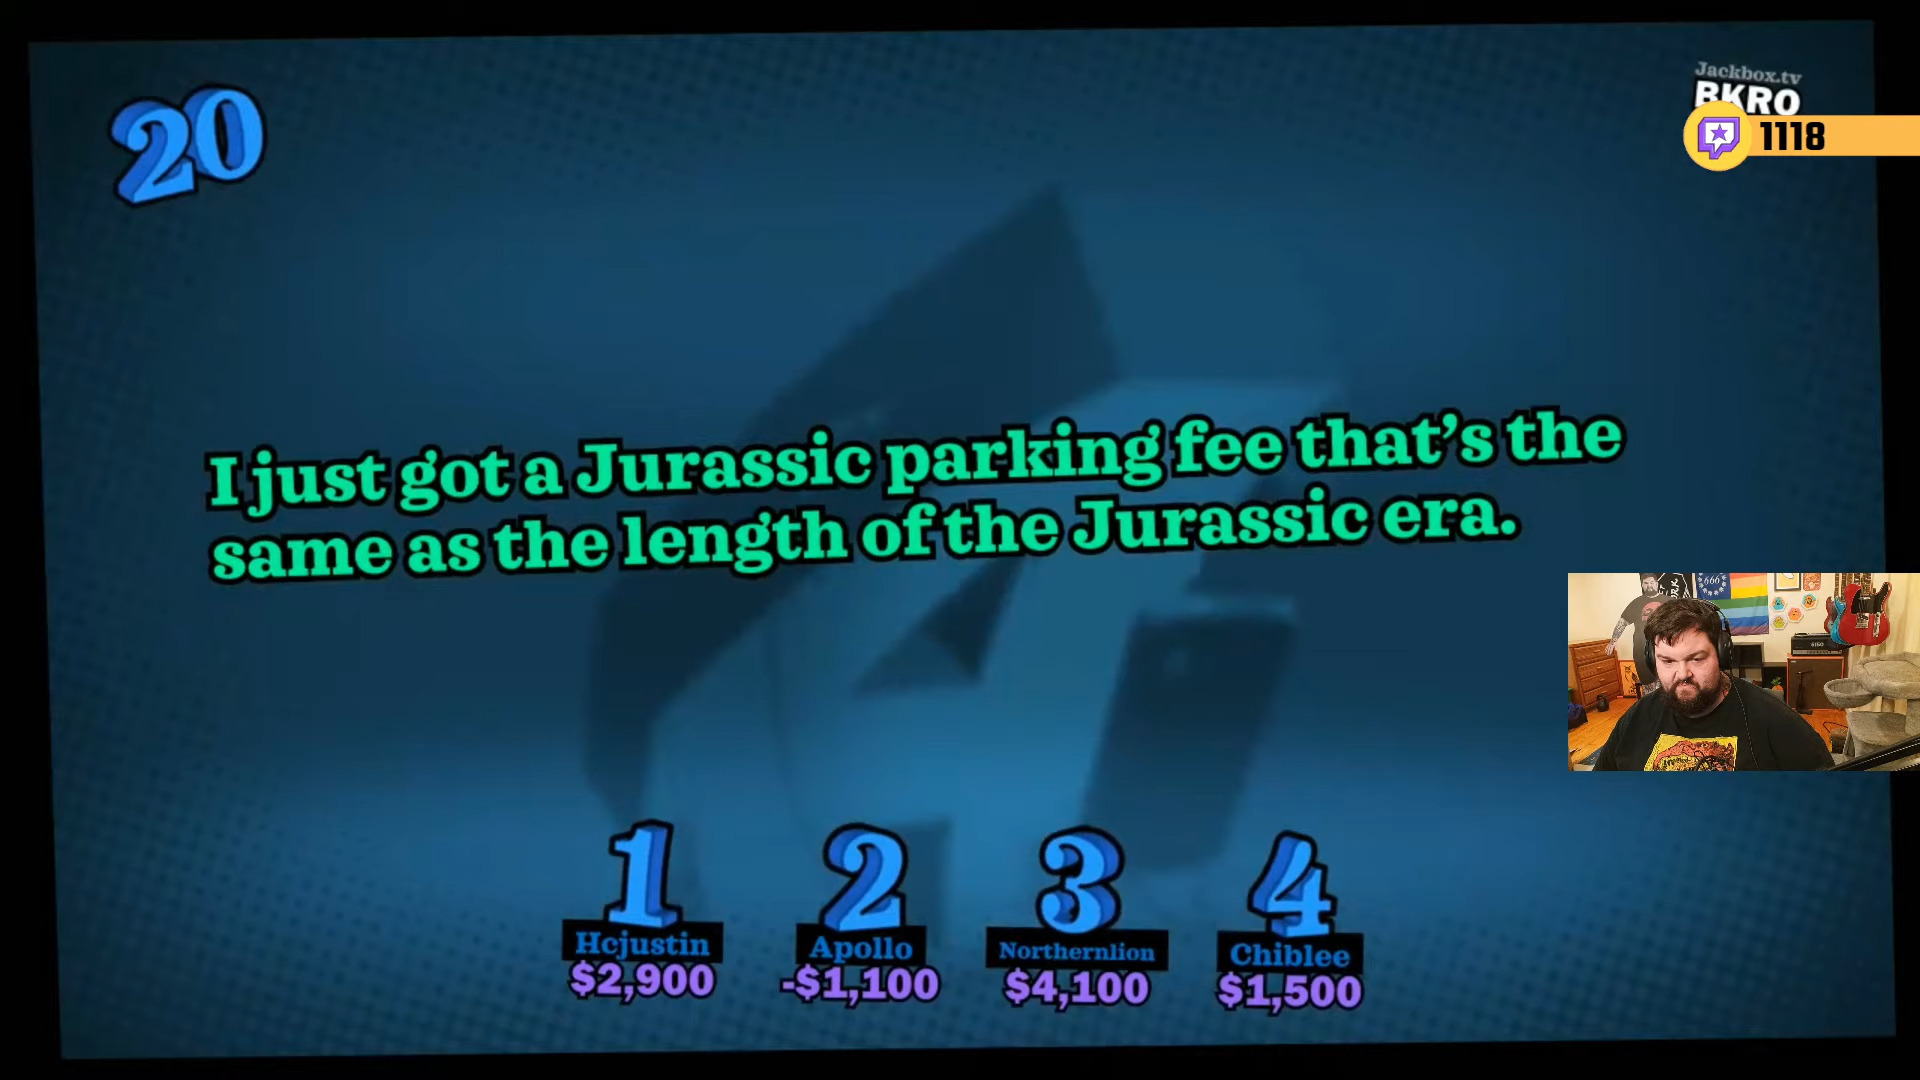 20
Jackbox.tv
BKRO
1118
I just got a Jurassic parking fee that's the
same as the length of the Jurassic era.
666
1 2 3 4
Hcjustin Apollo Northernlion Chiblee
$2,900 -$1,100 $4,100 $1,500